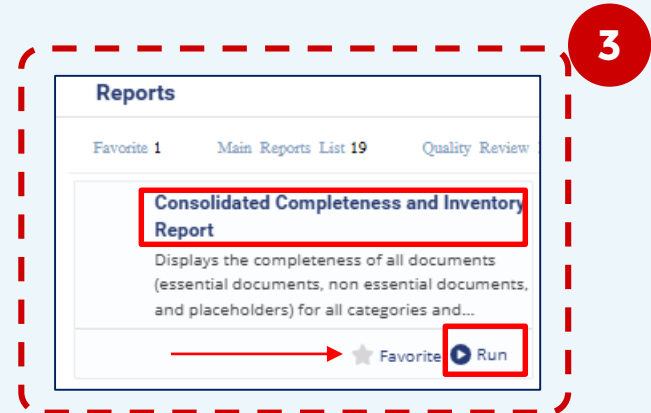 3
Reports
Favorite 1 Main Reports List 19 Quality Review
Consolidated Completeness and Inventory
Report
Displays the completeness of all documents
(essential documents, non essential documents,
and placeholders) for all categories and...
Favorite Run